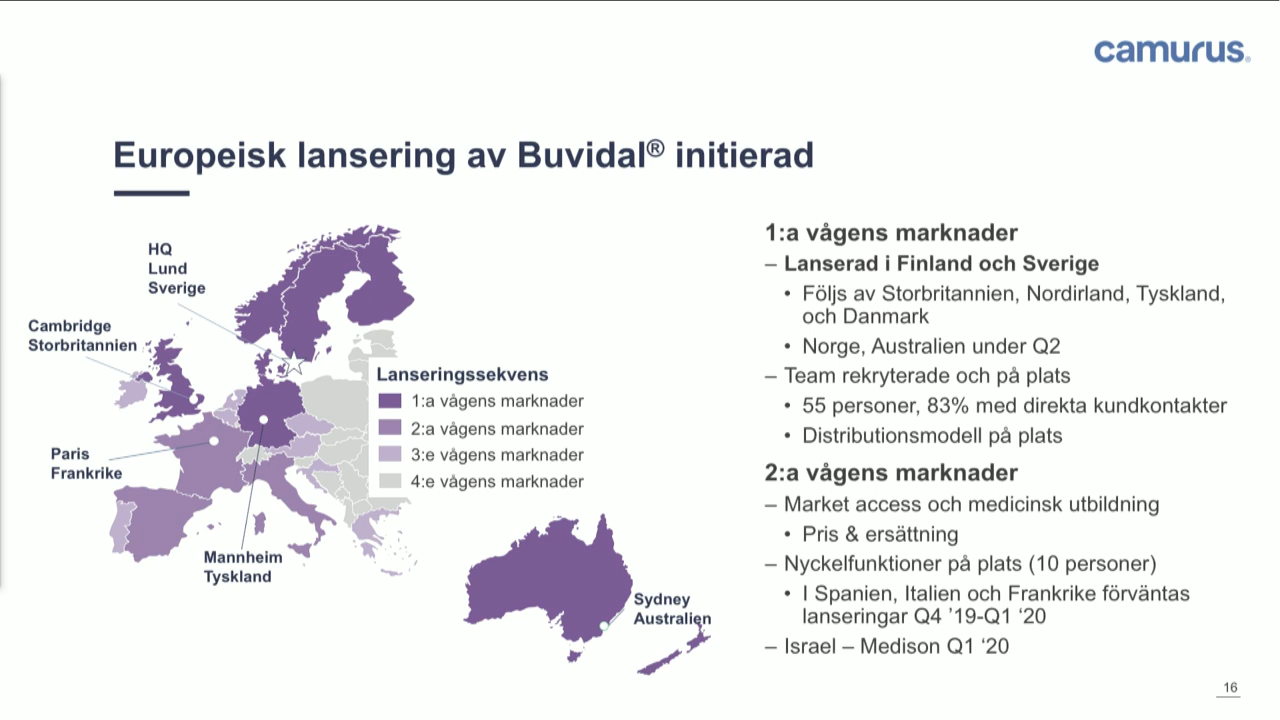 camurus®
Europeisk lansering av Buvidal® initierad
HQ
Lund
Sverige
Cambridge
Storbritannien
Paris
Frankrike
Mannheim
Tyskland
Lanseringssekvens
1:a vågens marknader
2:a vågens marknader
3:e vågens marknader
4:e vågens marknader
Sydney
Australien
1:a vågens marknader
– Lanserad i Finland och Sverige
• Följs av Storbritannien, Nordirland, Tyskland,
och Danmark
• Norge, Australien under Q2
– Team rekryterade och på plats
• 55 personer, 83% med direkta kundkontakter
• Distributionsmodell på plats
2:a vågens marknader
– Market access och medicinsk utbildning
• Pris & ersättning
– Nyckelfunktioner på plats (10 personer)
• I Spanien, Italien och Frankrike förväntas
lanseringar Q4 ’19-Q1 ‘20
– Israel – Medison Q1 ‘20
16